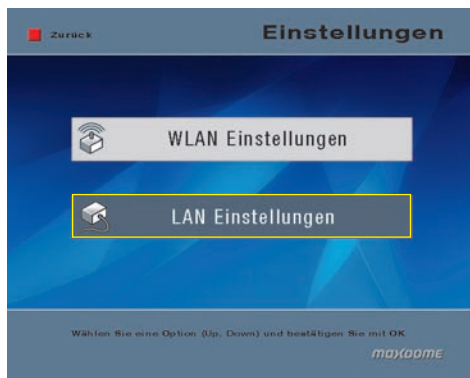 Zurück
Einstellungen
WLAN Einstellungen
LAN Einstellungen
Wählen Sie eine Option (Up, Down) und bestätigen Sie mit OK
maxdome